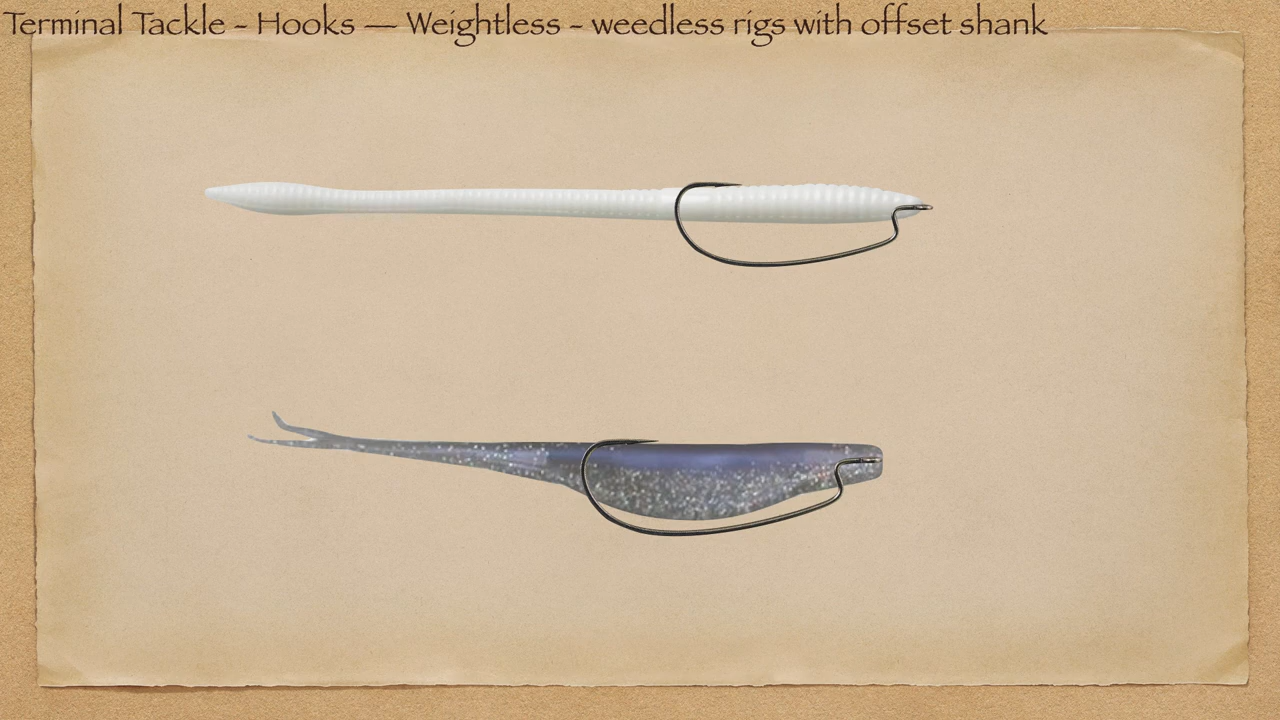 Terminal Tackle - Hooks — Weightless - weedless rigs with offset shank